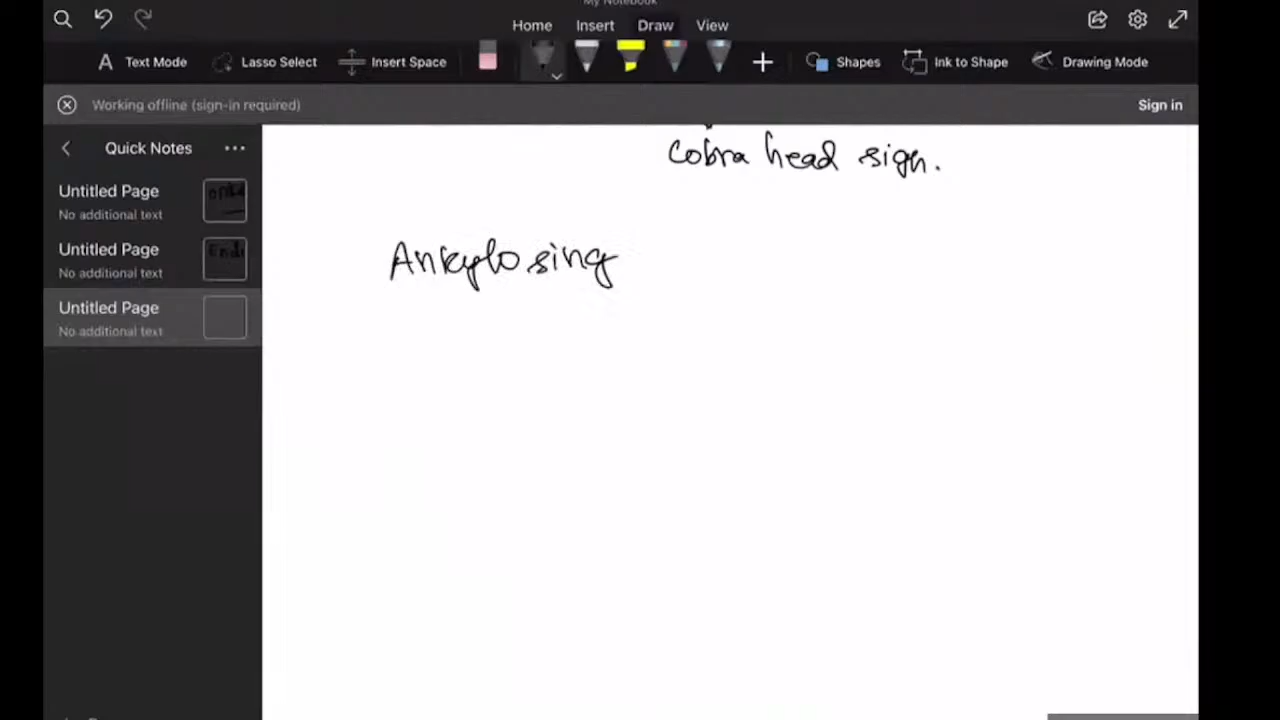 My Notebook
Home Insert Draw View
Text Mode Lasso Select Insert Space Shapes Ink to Shape Drawing Mode
Working offline (sign-in required) Sign in
Quick Notes
Untitled Page
No additional text
Untitled Page
No additional text
Untitled Page
No additional text
Cobra head sign.
Ankylosing